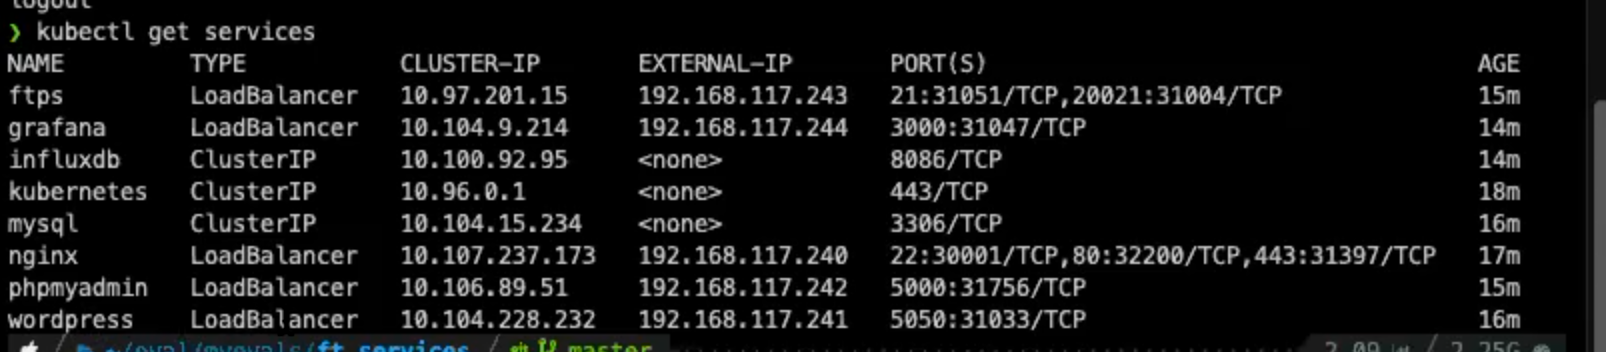 logout
❯ kubectl get services
NAME TYPE CLUSTER-IP EXTERNAL-IP PORT(S) AGE
ftps LoadBalancer 10.97.201.15 192.168.117.243 21:31051/TCP,20021:31004/TCP 15m
grafana LoadBalancer 10.104.9.214 192.168.117.244 3000:31047/TCP 14m
influxdb ClusterIP 10.100.92.95 <none> 8086/TCP 14m
kubernetes ClusterIP 10.96.0.1 <none> 443/TCP 18m
mysql ClusterIP 10.104.15.234 <none> 3306/TCP 16m
nginx LoadBalancer 10.107.237.173 192.168.117.240 22:30001/TCP,80:32200/TCP,443:31397/TCP 17m
phpmyadmin LoadBalancer 10.106.89.51 192.168.117.242 5000:31756/TCP 15m
wordpress LoadBalancer 10.104.228.232 192.168.117.241 5050:31033/TCP 16m
ft_services master